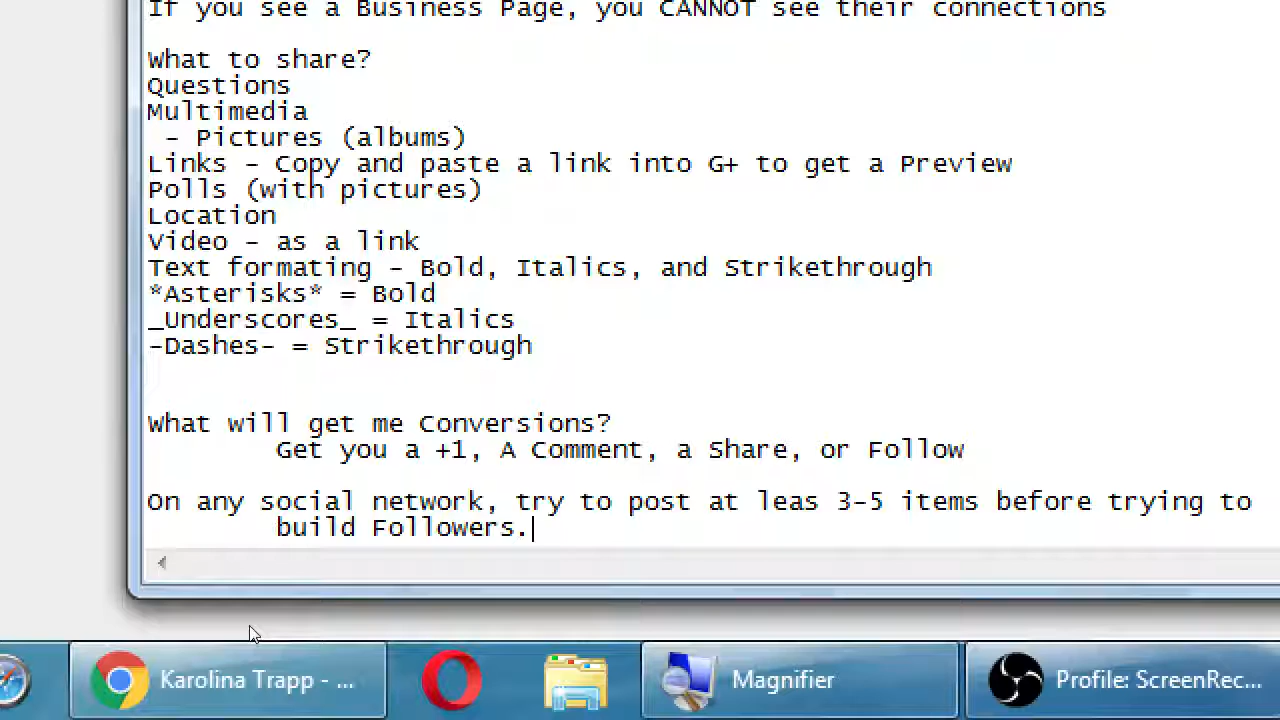 If you see a Business Page, you CANNOT see their connections
What to share?
Questions
Multimedia
- Pictures (albums)
Links - Copy and paste a link into G+ to get a Preview
Polls (with pictures)
Location
Video - as a link
Text formating - Bold, Italics, and Strikethrough
*Asterisks* = Bold
_Underscores_ = Italics
-Dashes- = Strikethrough
What will get me Conversions?
Get you a +1, A Comment, a Share, or Follow
On any social network, try to post at leas 3-5 items before trying to
build Followers.
Karolina Trapp - ...
Magnifier
Profile: ScreenRec...